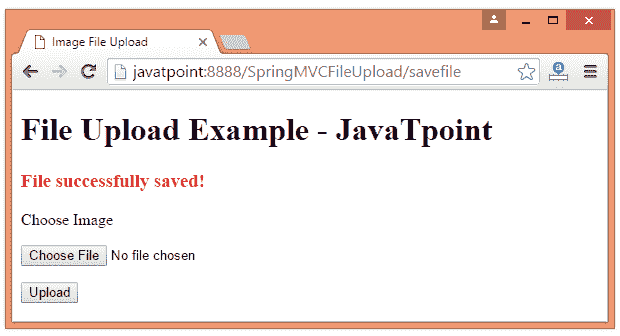 Image File Upload
javatpoint:8888/SpringMVCFileUpload/savefile
File Upload Example - JavaTpoint
File successfully saved!
Choose Image
Choose File No file chosen
Upload